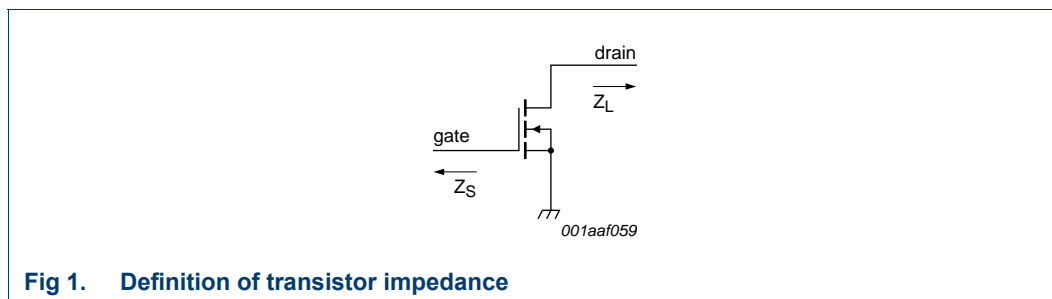 drain
Z_L
gate
Z_S
001aaf059
Fig 1. Definition of transistor impedance